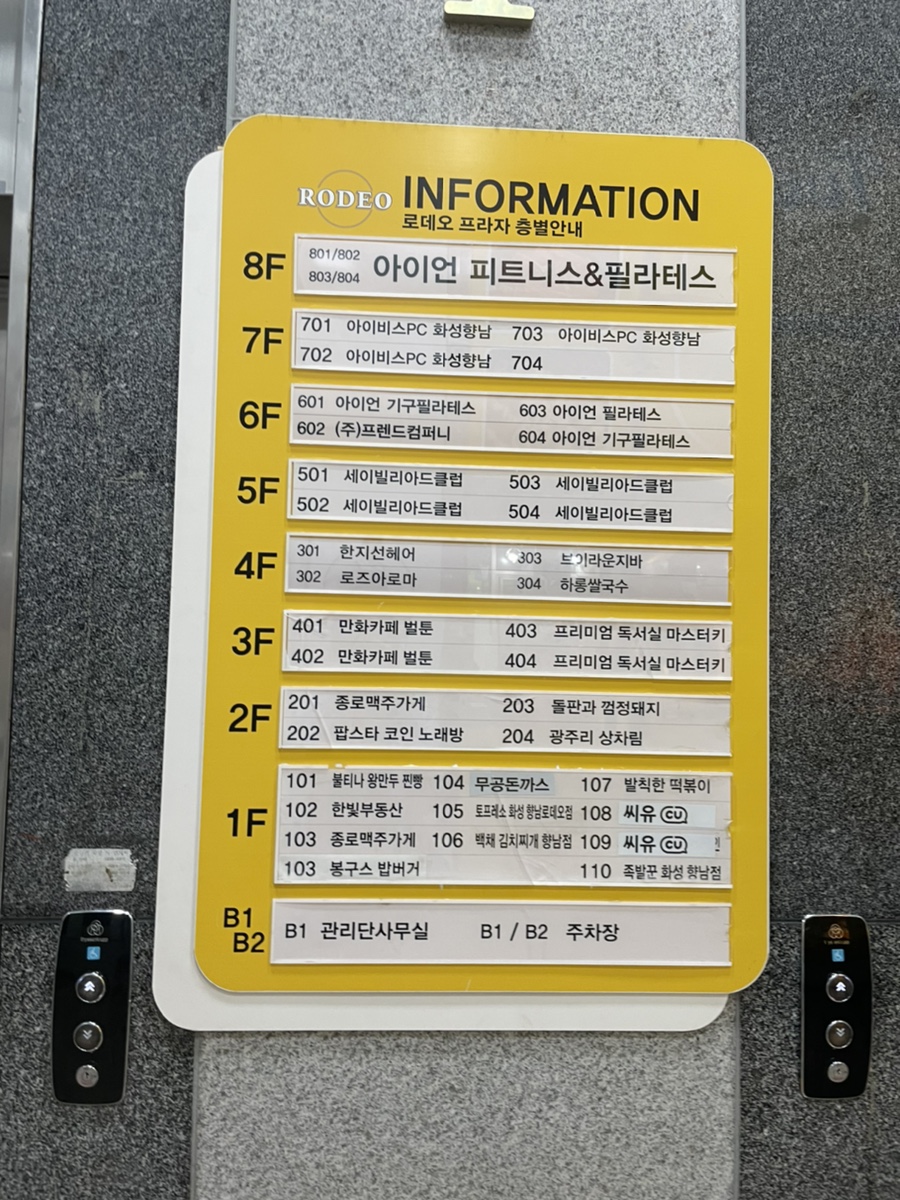 RODEO INFORMATION
로데오 프라자 층별안내
8F 801/802 803/804 아이언 피트니스&필라테스
7F
701 아이비스PC 화성향남 703 아이비스PC 화성향남
702 아이비스PC 화성향남 704
6F
601 아이언 기구필라테스 603 아이언 필라테스
602 (주)프렌드컴퍼니 604 아이언 기구필라테스
5F
501 세이빌리아드클럽 503 세이빌리아드클럽
502 세이빌리아드클럽 504 세이빌리아드클럽
4F
301 한지선헤어 303 브이라운지바
302 로즈아로마 304 하롱쌀국수
3F
401 만화카페 벌툰 403 프리미엄 독서실 마스터키
402 만화카페 벌툰 404 프리미엄 독서실 마스터키
2F
201 종로맥주가게 203 돌판과 껌정돼지
202 팝스타 코인 노래방 204 광주리 상차림
1F
101 불티나 왕만두 찐빵 104 무공돈까스 107 발칙한 떡볶이
102 한빛부동산 105 토프레소 화성 향남로데오점 108 씨유 CU
103 종로맥주가게 106 백채 김치찌개 향남점 109 씨유 CU
103 봉구스 밥버거 110 족발꾼 화성 향남점
B1
B2
B1 관리단사무실 B1 / B2 주차장